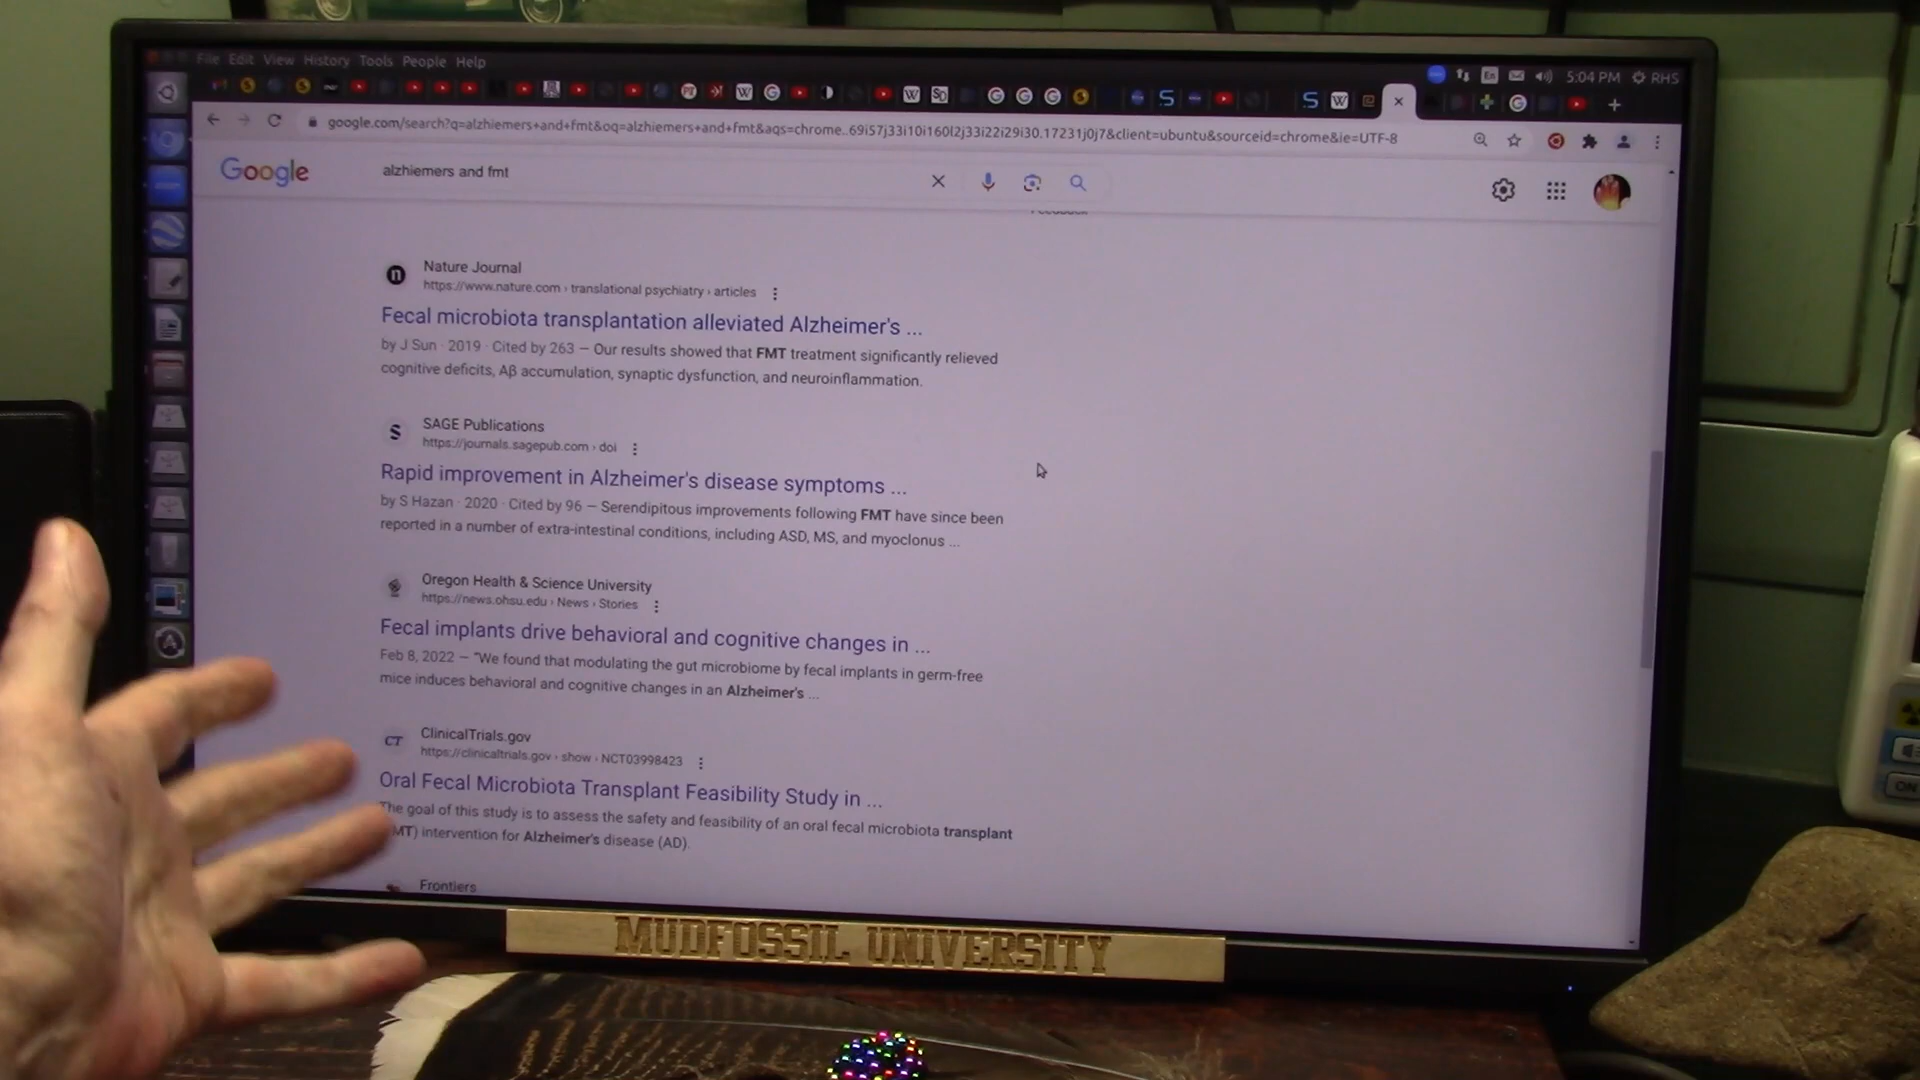 File Edit View History Tools People Help
5:04 PM RHS
google.com/search?q=alzhiemers+and+fmt&oq=alzhiemers+and+fmt&aqs=chrome..69i57j33i10i160l2j33i22i29i30.17231j0j7&client=ubuntu&sourceid=chrome&ie=UTF-8
Google
alzhiemers and fmt
Nature Journal
https://www.nature.com › translational psychiatry › articles
Fecal microbiota transplantation alleviated Alzheimer's ...
by J Sun · 2019 · Cited by 263 — Our results showed that FMT treatment significantly relieved
cognitive deficits, Aβ accumulation, synaptic dysfunction, and neuroinflammation.
SAGE Publications
https://journals.sagepub.com › doi
Rapid improvement in Alzheimer's disease symptoms ...
by S Hazan · 2020 · Cited by 96 — Serendipitous improvements following FMT have since been
reported in a number of extra-intestinal conditions, including ASD, MS, and myoclonus ...
Oregon Health & Science University
https://news.ohsu.edu › News › Stories
Fecal implants drive behavioral and cognitive changes in ...
Feb 8, 2022 — "We found that modulating the gut microbiome by fecal implants in germ-free
mice induces behavioral and cognitive changes in an Alzheimer's ...
CT
ClinicalTrials.gov
https://clinicaltrials.gov › show › NCT03998423
Oral Fecal Microbiota Transplant Feasibility Study in ...
The goal of this study is to assess the safety and feasibility of an oral fecal microbiota transplant
MT) intervention for Alzheimer's disease (AD).
Frontiers
MUDFOSSIL UNIVERSITY
ON